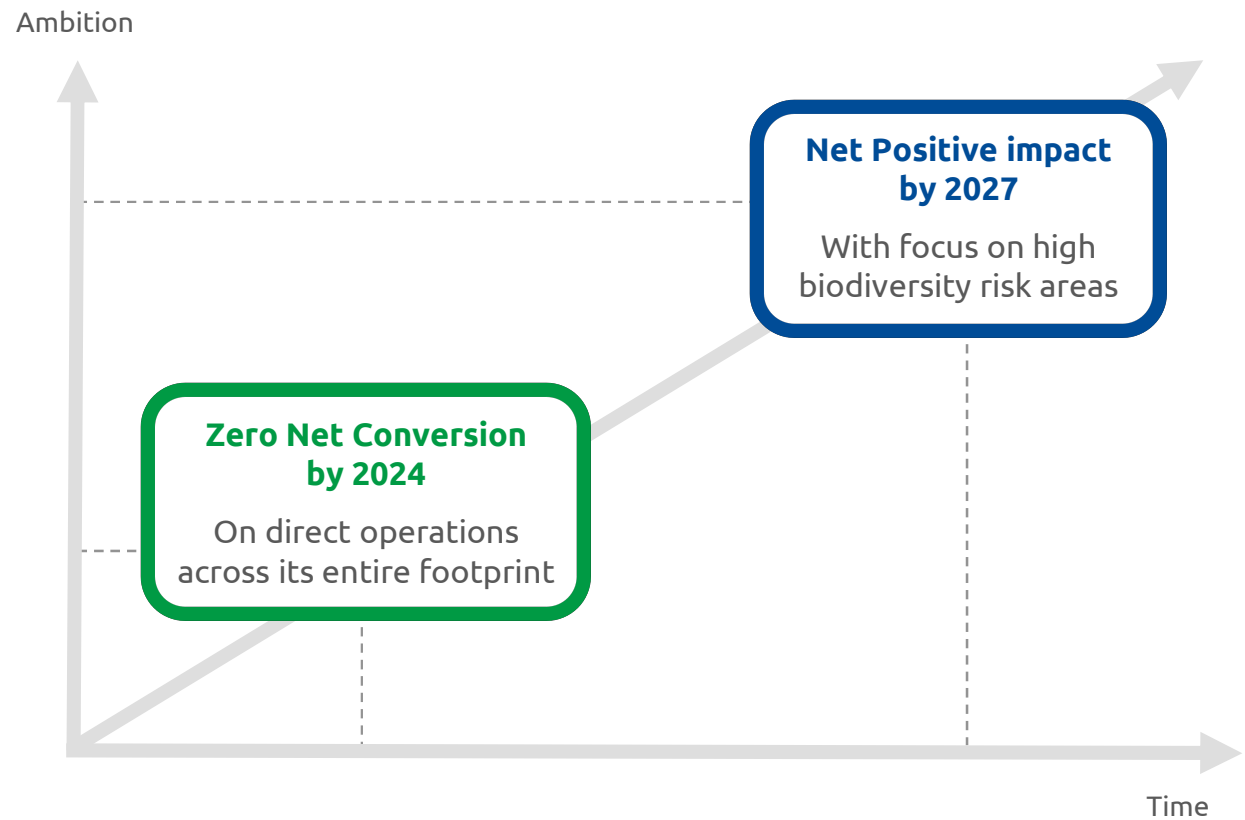 Ambition
Net Positive impact
by 2027
With focus on high
biodiversity risk areas
Zero Net Conversion
by 2024
On direct operations
across its entire footprint
Time